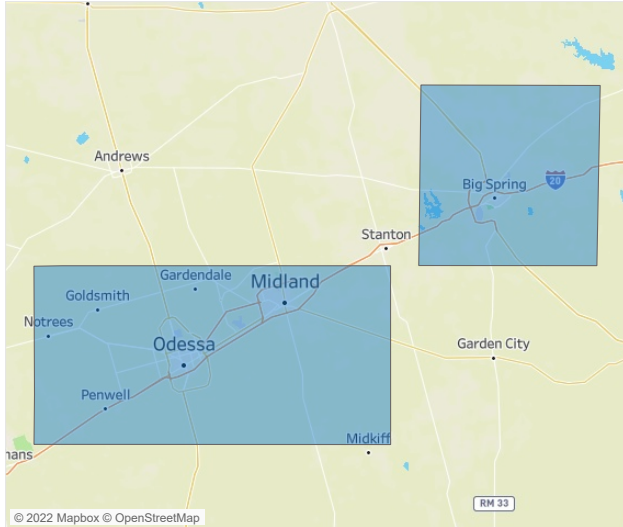 Andrews
Big Spring
20
Stanton
Gardendale
Midland
Goldsmith
Notrees
Odessa
Garden City
Penwell
Midkiff
nans
RM 33
© 2022 Mapbox © OpenStreetMap